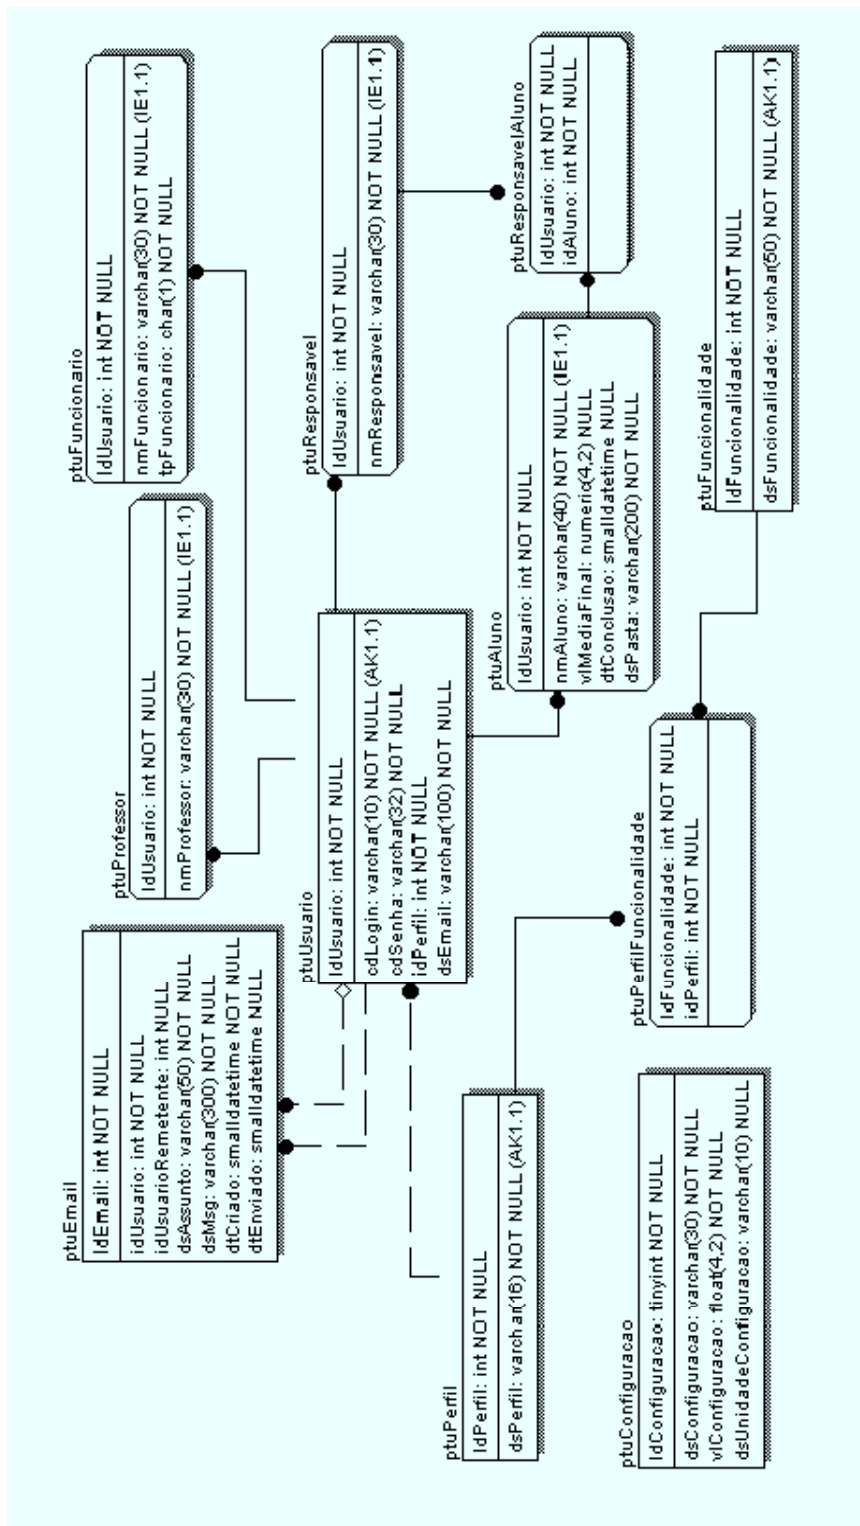 ptuEmail
IdEmail: int NOT NULL
idUsuario: int NOT NULL
idUsuarioRemetente: int NULL
dsAssunto: varchar(50) NOT NULL
dsMsg: varchar(300) NOT NULL
dtCriado: smalldatetime NOT NULL
dtEnviado: smalldatetime NULL
ptuProfessor
IdUsuario: int NOT NULL
nmProfessor: varchar(30) NOT NULL (IE1.1)
ptuFuncionario
IdUsuario: int NOT NULL
nmFuncionario: varchar(30) NOT NULL (IE1.1)
tpFuncionario: char(1) NOT NULL
ptuUsuario
IdUsuario: int NOT NULL
cdLogin: varchar(10) NOT NULL (AK1.1)
cdSenha: varchar(32) NOT NULL
idPerfil: int NOT NULL
dsEmail: varchar(100) NOT NULL
ptuResponsavel
IdUsuario: int NOT NULL
nmResponsavel: varchar(30) NOT NULL (IE1.1)
ptuPerfil
IdPerfil: int NOT NULL
dsPerfil: varchar(16) NOT NULL (AK1.1)
ptuAluno
IdUsuario: int NOT NULL
nmAluno: varchar(40) NOT NULL (IE1.1)
vlMediaFinal: numeric(4,2) NULL
dtConclusao: smalldatetime NULL
dsPasta: varchar(200) NOT NULL
ptuResponsavelAluno
IdUsuario: int NOT NULL
idAluno: int NOT NULL
ptuConfiguracao
IdConfiguracao: tinyint NOT NULL
dsConfiguracao: varchar(30) NOT NULL
vlConfiguracao: float(4,2) NOT NULL
dsUnidadeConfiguracao: varchar(10) NULL
ptuPerfilFuncionalidade
IdFuncionalidade: int NOT NULL
idPerfil: int NOT NULL
ptuFuncionalidade
IdFuncionalidade: int NOT NULL
dsFuncionalidade: varchar(50) NOT NULL (AK1.1)